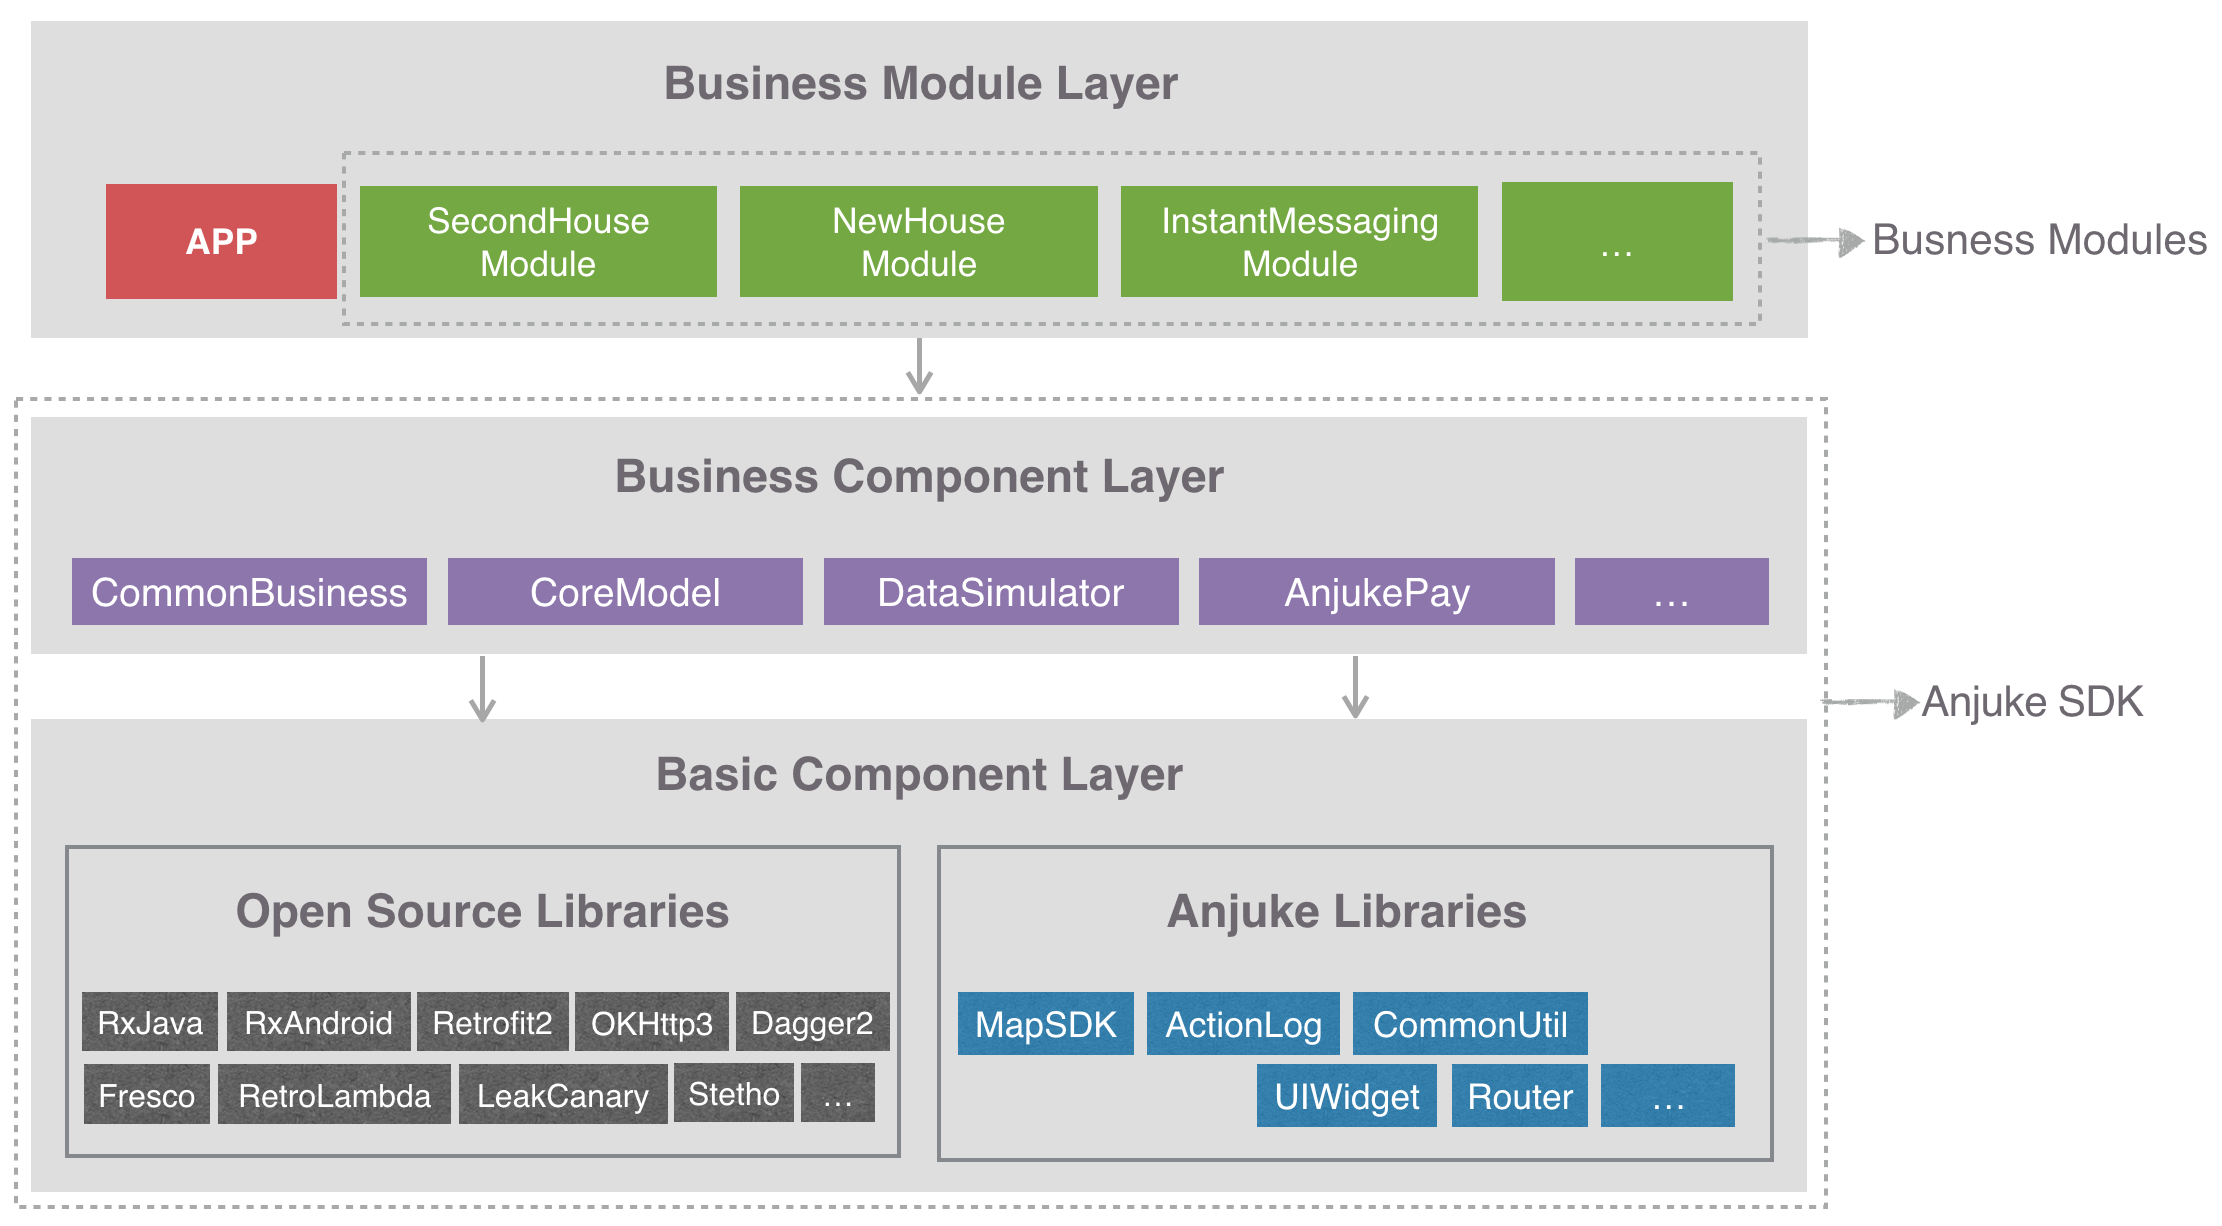 Business Module Layer
APP
SecondHouse
Module
NewHouse
Module
InstantMessaging
Module
...
Busness Modules
Business Component Layer
CommonBusiness
CoreModel
DataSimulator
AnjukePay
...
Anjuke SDK
Basic Component Layer
Open Source Libraries
RxJava
RxAndroid
Retrofit2
OKHttp3
Dagger2
Fresco
RetroLambda
LeakCanary
Stetho
...
Anjuke Libraries
MapSDK
ActionLog
CommonUtil
UIWidget
Router
...